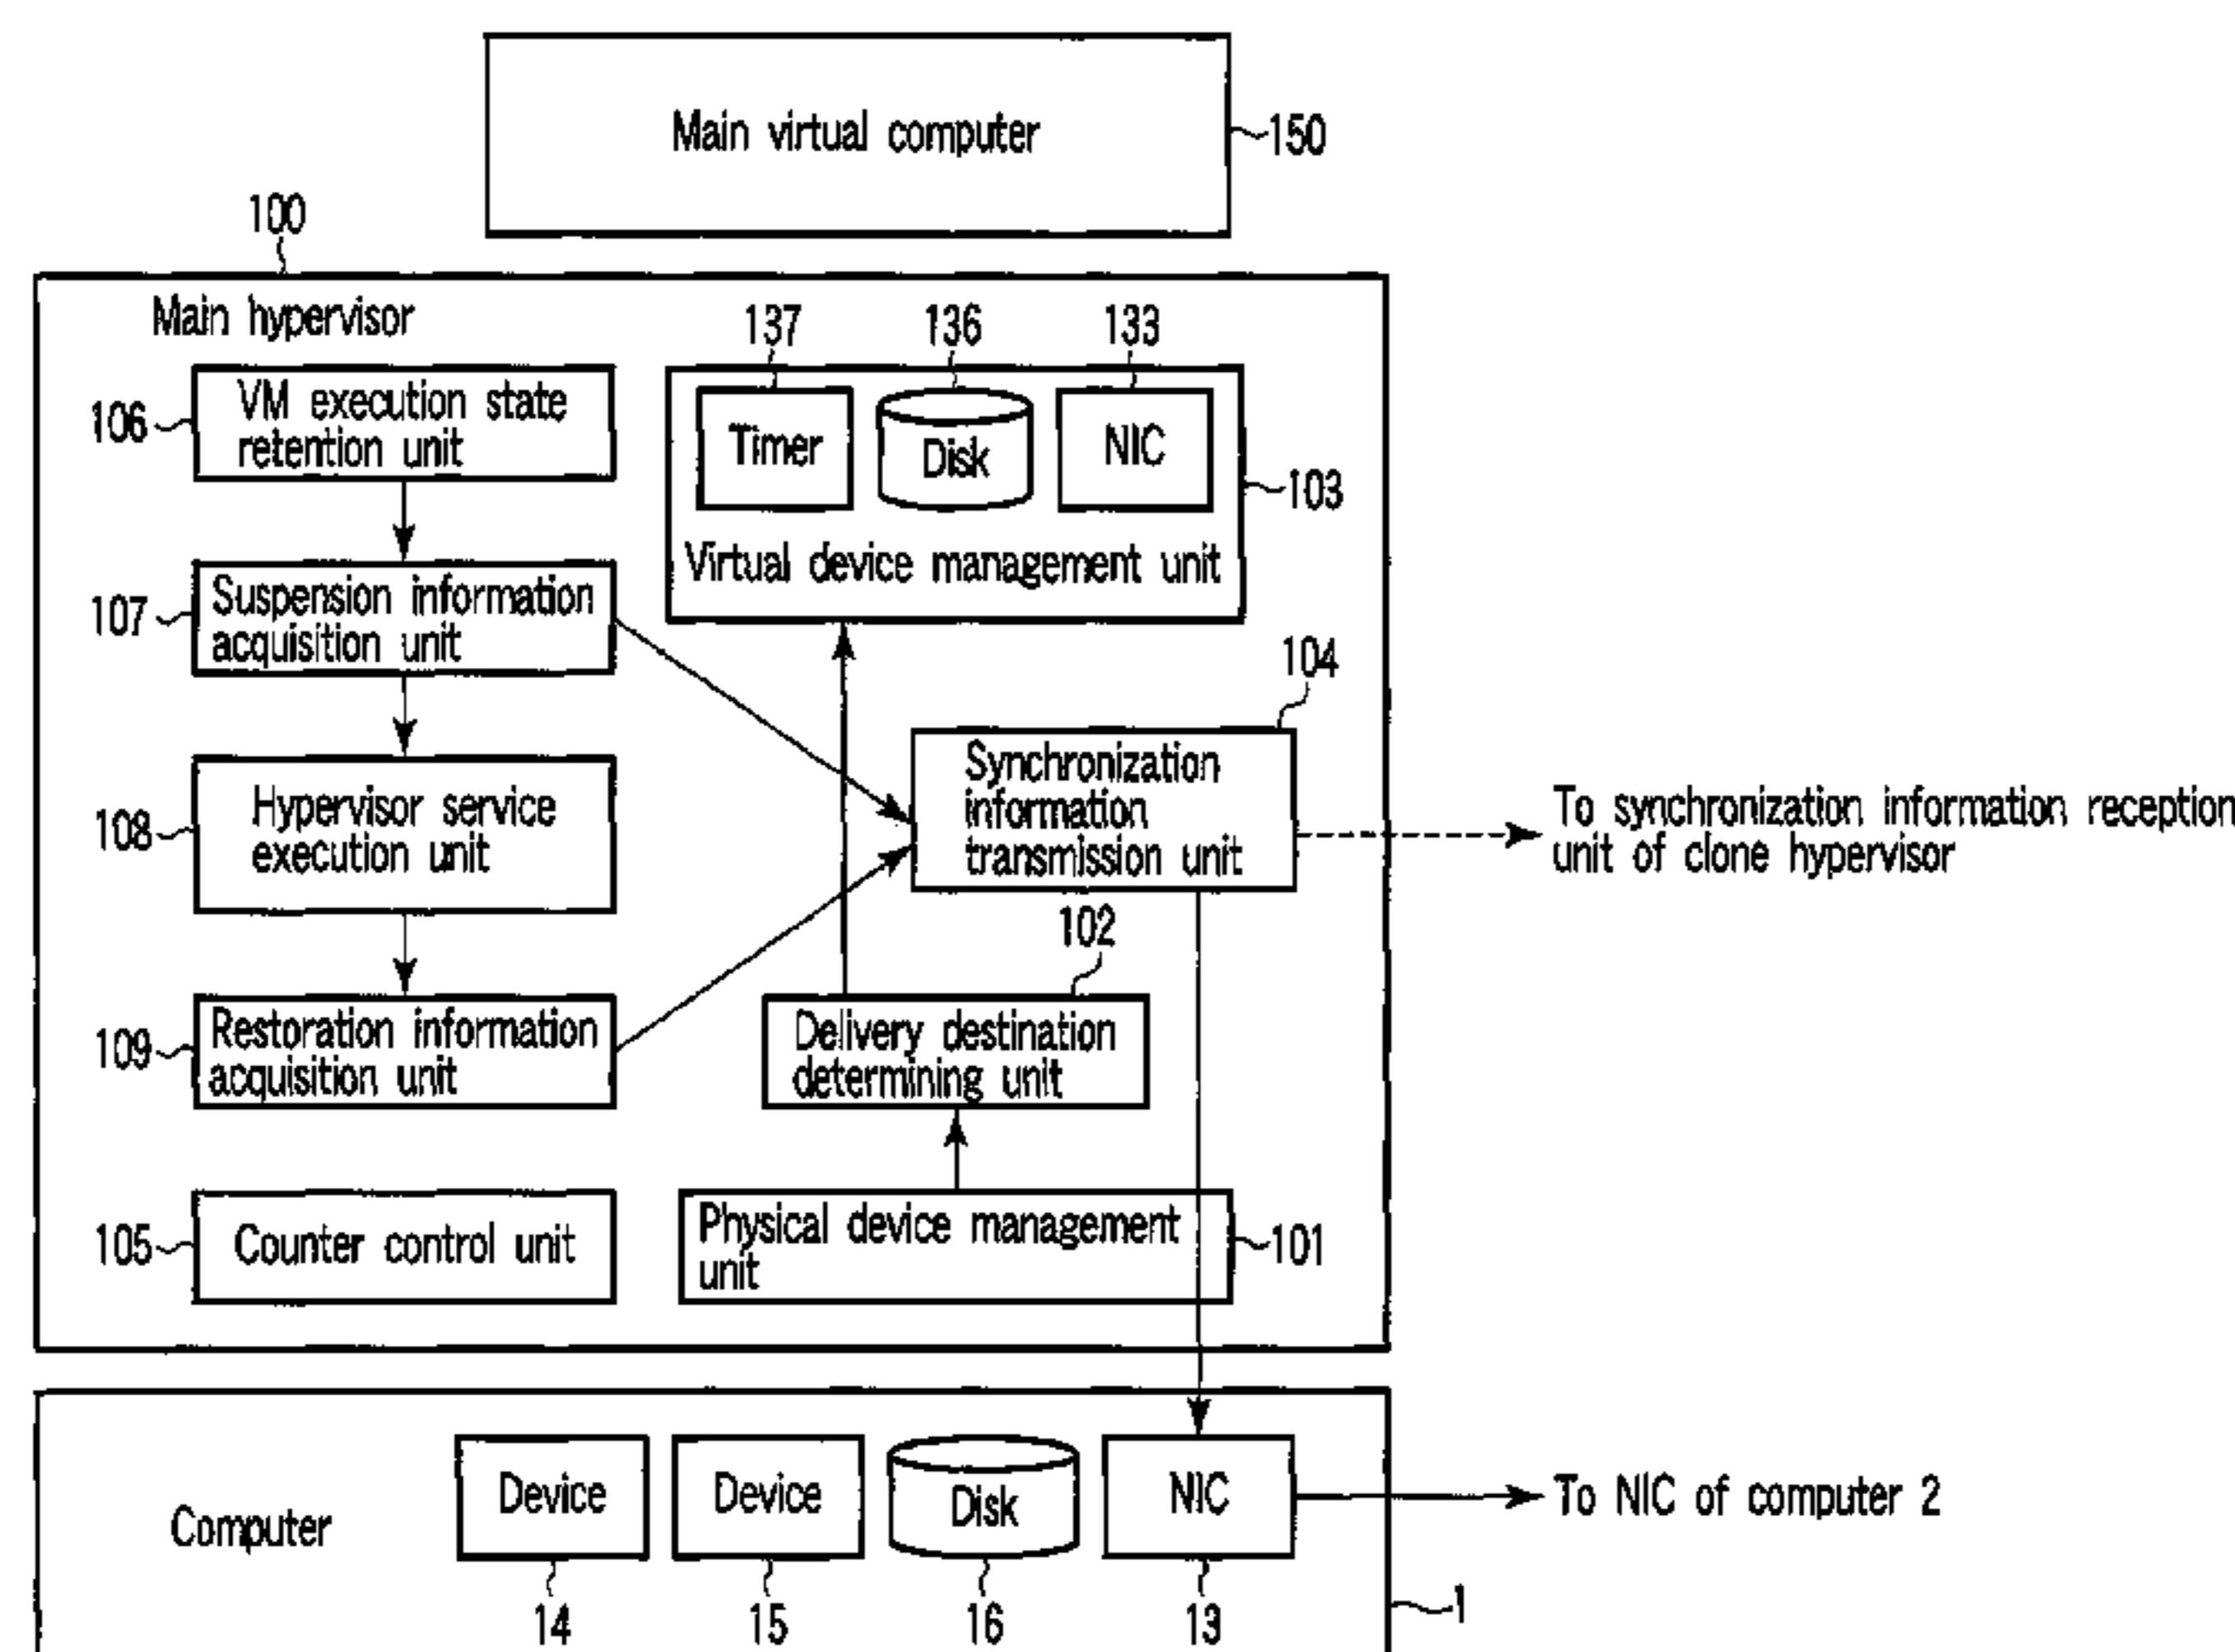 Main virtual computer
150
100
Main hypervisor
137
136
133
106
VM execution state
retention unit
Timer
Disk
NIC
103
Virtual device management unit
107
Suspension information
acquisition unit
104
Synchronization
information
transmission unit
To synchronization information reception
unit of clone hypervisor
108
Hypervisor service
execution unit
102
109
Restoration information
acquisition unit
Delivery destination
determining unit
105
Counter control unit
Physical device management
unit
101
Computer
Device
Device
Disk
NIC
To NIC of computer 2
14
15
16
13
1